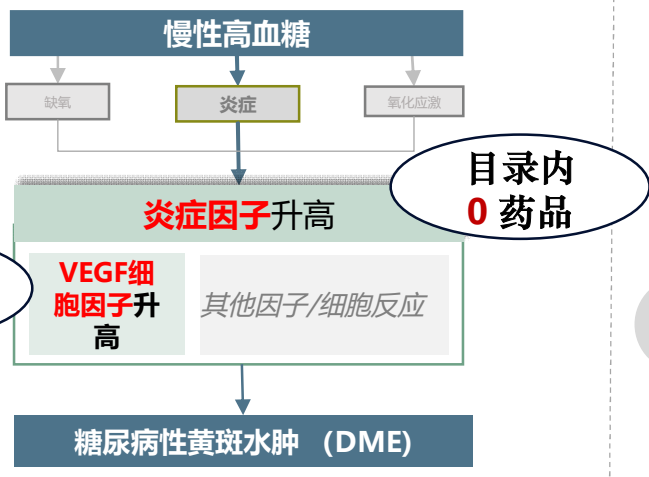 慢性高血糖
缺氧
炎症
氧化应激
目录内
0 药品
炎症因子升高
VEGF细
胞因子升
高
其他因子/细胞反应
糖尿病性黄斑水肿 （DME）